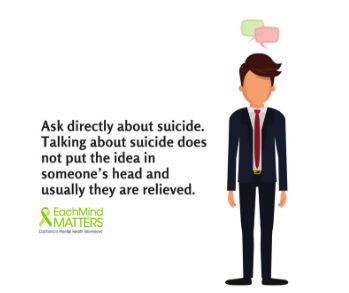 Ask directly about suicide.
Talking about suicide does
not put the idea in
someone's head and
usually they are relieved.
EachMind
MATTERS
California's Mental Health Movement